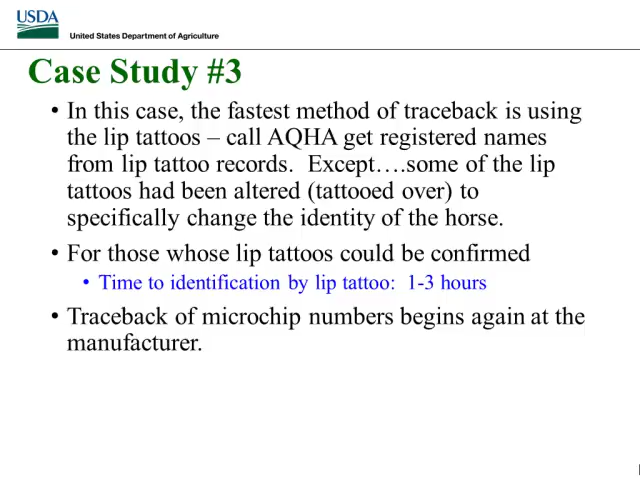 USDA
United States Department of Agriculture
Case Study #3
• In this case, the fastest method of traceback is using
the lip tattoos – call AQHA get registered names
from lip tattoo records.  Except….some of the lip
tattoos had been altered (tattooed over) to
specifically change the identity of the horse.
• For those whose lip tattoos could be confirmed
• Time to identification by lip tattoo:  1-3 hours
• Traceback of microchip numbers begins again at the
manufacturer.